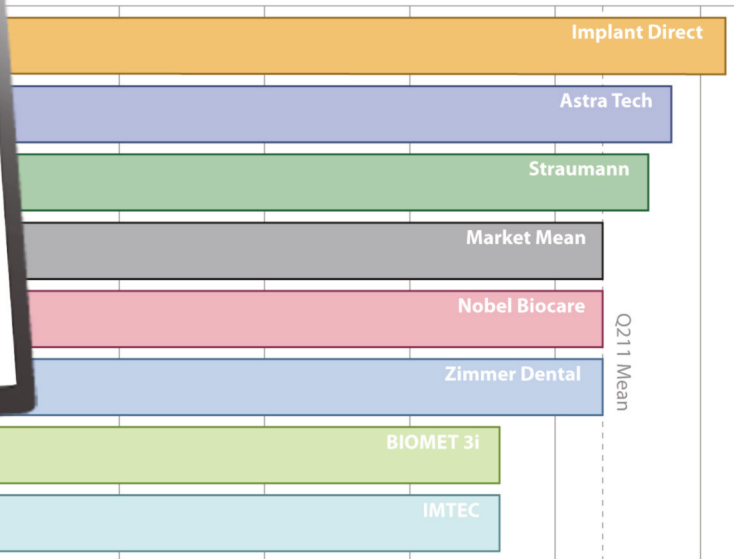 Implant Direct
Astra Tech
Straumann
Market Mean
Nobel Biocare
Zimmer Dental
BIOMET 3i
IMTEC
Q211 Mean